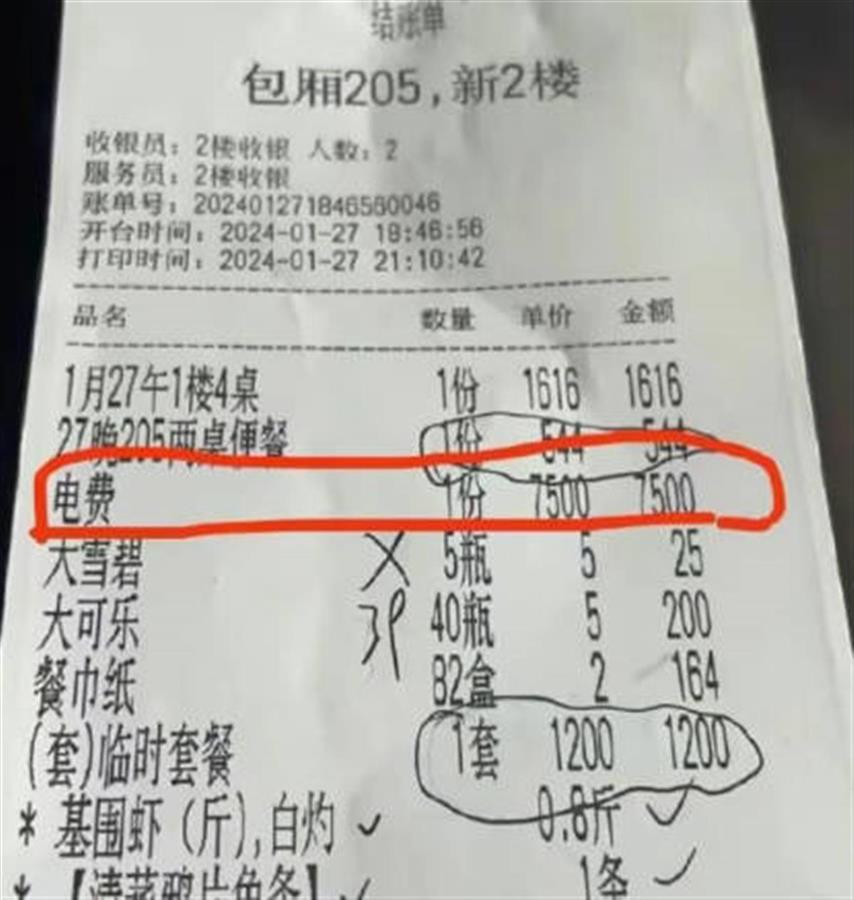 结账单
包厢205,新2楼
收银员: 2楼收银 人数: 2
服务员: 2楼收银
账单号: 202401271846560046
开台时间: 2024-01-27 18:46:56
打印时间: 2024-01-27 21:10:42
品名 数量 单价 金额
1月27午1楼4桌 1份 1616 1616
27晚205两桌便餐 1份 544 544
电费 1份 7500 7500
大雪碧 5瓶 5 25
大可乐 40瓶 5 200
餐巾纸 82盒 2 164
(套)临时套餐 1套 1200 1200
* 基围虾(斤),白灼 0.8斤
* 【清蒸鸦片鱼条】 1条